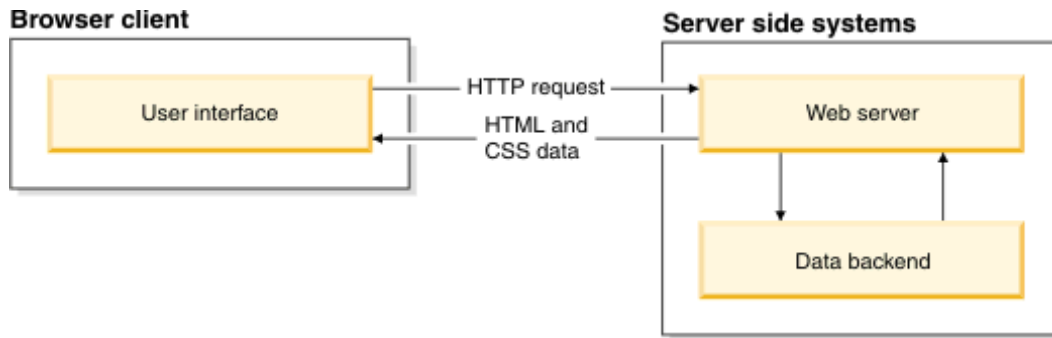 Browser client
Server side systems
User interface
HTTP request
Web server
HTML and
CSS data
Data backend